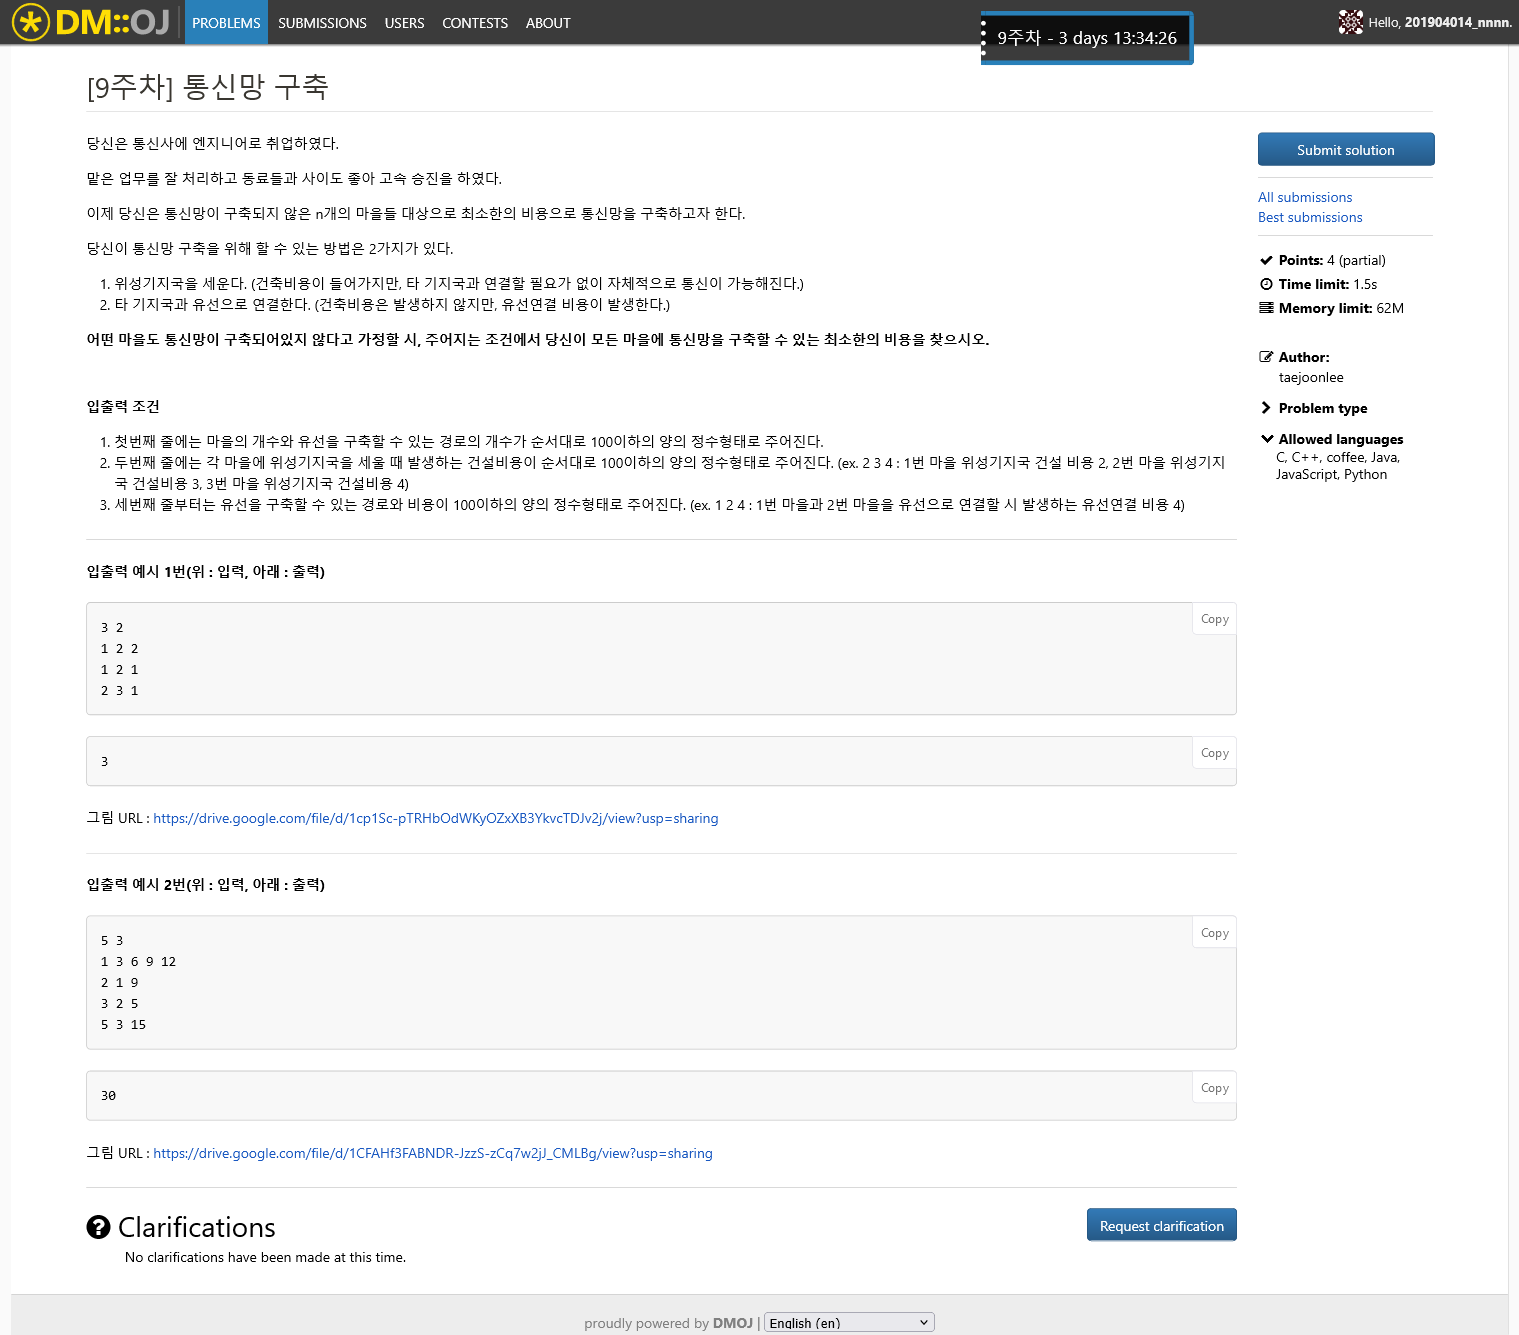 DM::OJ PROBLEMS SUBMISSIONS USERS CONTESTS ABOUT
9주차 - 3 days 13:34:26
Hello, 201904014_nnnn.
[9주차] 통신망 구축
당신은 통신사에 엔지니어로 취업하였다.
맡은 업무를 잘 처리하고 동료들과 사이도 좋아 고속 승진을 하였다.
이제 당신은 통신망이 구축되지 않은 n개의 마을들 대상으로 최소한의 비용으로 통신망을 구축하고자 한다.
당신이 통신망 구축을 위해 할 수 있는 방법은 2가지가 있다.
1. 위성기지국을 세운다. (건축비용이 들어가지만, 타 기지국과 연결할 필요가 없이 자체적으로 통신이 가능해진다.)
2. 타 기지국과 유선으로 연결한다. (건축비용은 발생하지 않지만, 유선연결 비용이 발생한다.)
어떤 마을도 통신망이 구축되어있지 않다고 가정할 시, 주어지는 조건에서 당신이 모든 마을에 통신망을 구축할 수 있는 최소한의 비용을 찾으시오.
입출력 조건
1. 첫번째 줄에는 마을의 개수와 유선을 구축할 수 있는 경로의 개수가 순서대로 100이하의 양의 정수형태로 주어진다.
2. 두번째 줄에는 각 마을에 위성기지국을 세울 때 발생하는 건설비용이 순서대로 100이하의 양의 정수형태로 주어진다. (ex. 2 3 4 : 1번 마을 위성기지국 건설 비용 2, 2번 마을 위성기지
국 건설비용 3, 3번 마을 위성기지국 건설비용 4)
3. 세번째 줄부터는 유선을 구축할 수 있는 경로와 비용이 100이하의 양의 정수형태로 주어진다. (ex. 1 2 4 : 1번 마을과 2번 마을을 유선으로 연결할 시 발생하는 유선연결 비용 4)
입출력 예시 1번(위 : 입력, 아래 : 출력)
Copy
3 2
1 2 2
1 2 1
2 3 1
Copy
3
그림 URL : https://drive.google.com/file/d/1cp1Sc-pTRHbOdWKyOZxXB3YkvcTDJv2j/view?usp=sharing
입출력 예시 2번(위 : 입력, 아래 : 출력)
Copy
5 3
1 3 6 9 12
2 1 9
3 2 5
5 3 15
Copy
30
그림 URL : https://drive.google.com/file/d/1CFAHf3FABNDR-JzzS-zCq7w2jJ_CMLBg/view?usp=sharing
Clarifications
Request clarification
No clarifications have been made at this time.
Submit solution
All submissions
Best submissions
Points: 4 (partial)
Time limit: 1.5s
Memory limit: 62M
Author:
taejoonlee
Problem type
Allowed languages
C, C++, coffee, Java,
JavaScript, Python
proudly powered by DMOJ | English (en)